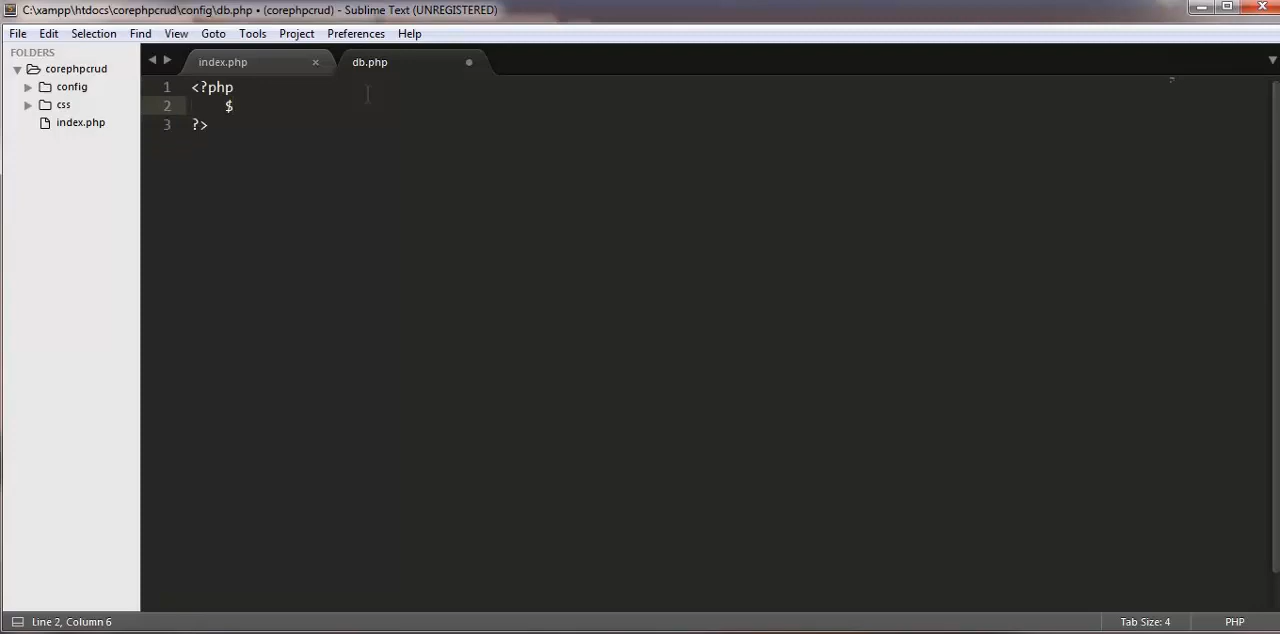 C:\xampp\htdocs\corephpcrud\config\db.php • (corephpcrud) - Sublime Text (UNREGISTERED)
File Edit Selection Find View Goto Tools Project Preferences Help
FOLDERS
corephpcrud
config
css
index.php
index.php × db.php
1 <?php
2 $
3 ?>
Line 2, Column 6
Tab Size: 4
PHP